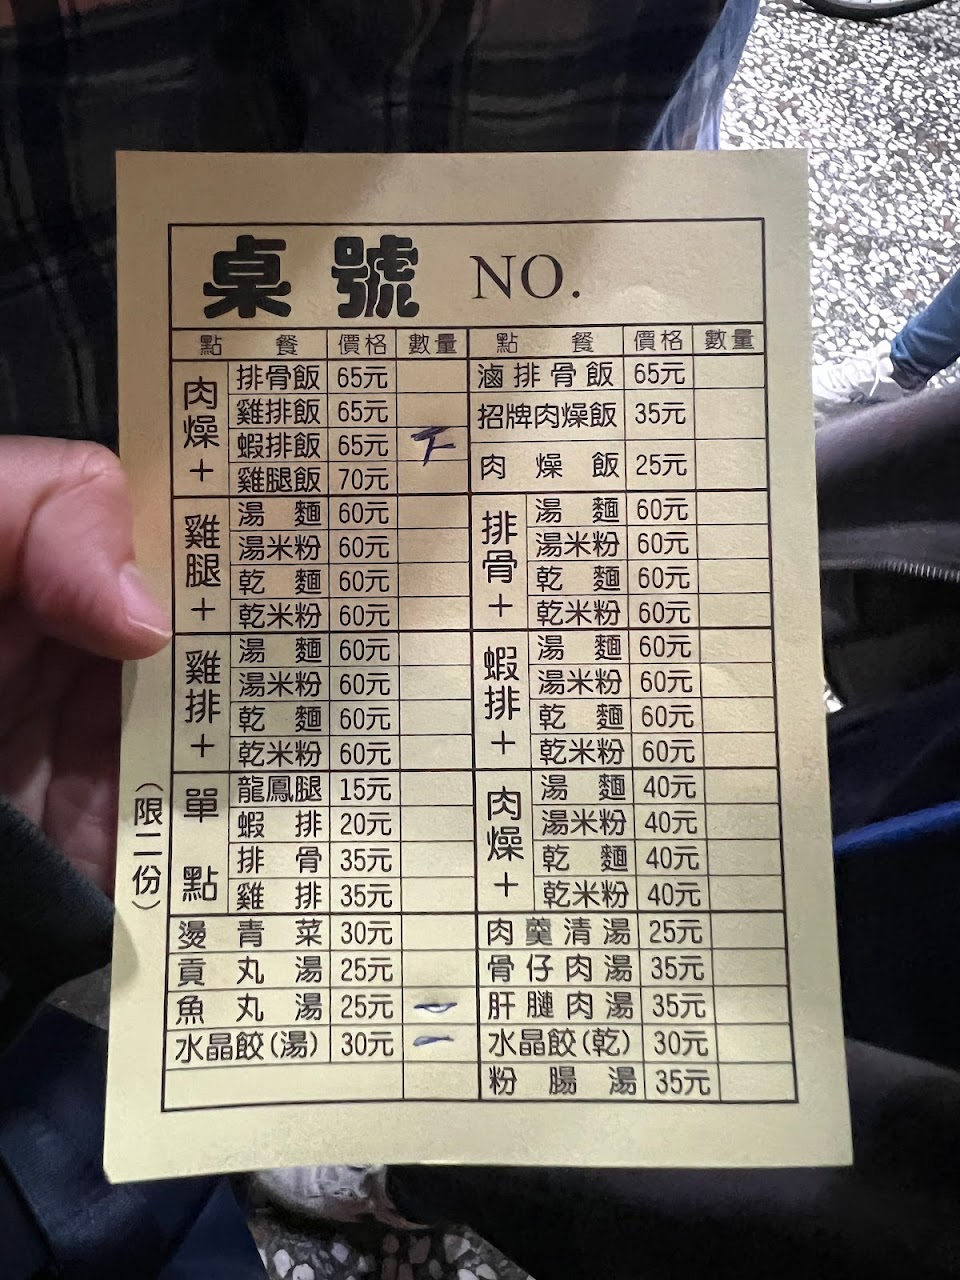 桌號 NO.
點餐 價格 數量 點餐 價格 數量
肉燥+
排骨飯 65元
雞排飯 65元
蝦排飯 65元 下
雞腿飯 70元
滷排骨飯 65元
招牌肉燥飯 35元
肉燥飯 25元
雞腿+
湯麵 60元
湯米粉 60元
乾麵 60元
乾米粉 60元
排骨+
湯麵 60元
湯米粉 60元
乾麵 60元
乾米粉 60元
雞排+
湯麵 60元
湯米粉 60元
乾麵 60元
乾米粉 60元
蝦排+
湯麵 60元
湯米粉 60元
乾麵 60元
乾米粉 60元
(限二份)
單點
龍鳳腿 15元
蝦排 20元
排骨 35元
雞排 35元
肉燥+
湯麵 40元
湯米粉 40元
乾麵 40元
乾米粉 40元
燙青菜 30元
貢丸湯 25元
魚丸湯 25元 一
水晶餃(湯) 30元 一
肉羹清湯 25元
骨仔肉湯 35元
肝腱肉湯 35元
水晶餃(乾) 30元
粉腸湯 35元